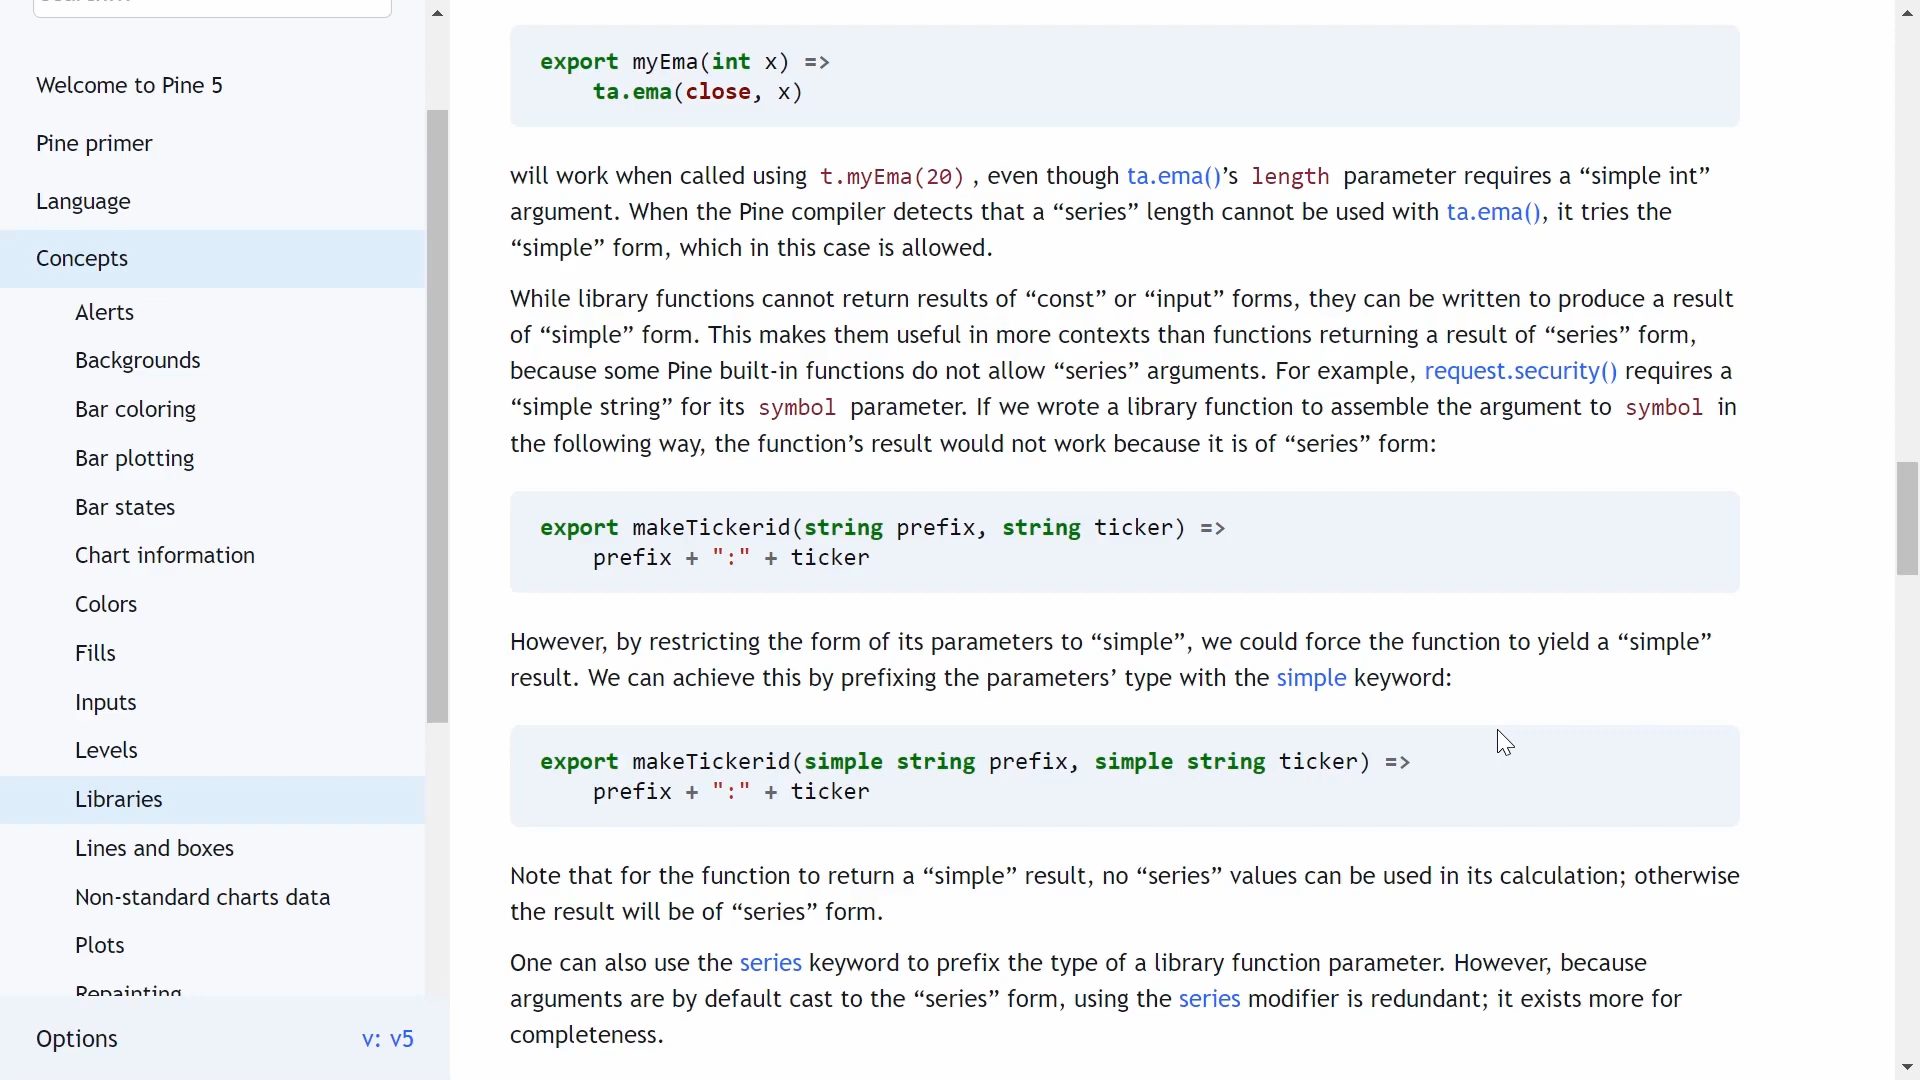 Welcome to Pine 5
Pine primer
Language
Concepts
Alerts
Backgrounds
Bar coloring
Bar plotting
Bar states
Chart information
Colors
Fills
Inputs
Levels
Libraries
Lines and boxes
Non-standard charts data
Plots
Repainting
Options v: v5
export myEma(int x) =>
    ta.ema(close, x)
will work when called using t.myEma(20) , even though ta.ema()’s length parameter requires a “simple int”
argument. When the Pine compiler detects that a “series” length cannot be used with ta.ema(), it tries the
“simple” form, which in this case is allowed.
While library functions cannot return results of “const” or “input” forms, they can be written to produce a result
of “simple” form. This makes them useful in more contexts than functions returning a result of “series” form,
because some Pine built-in functions do not allow “series” arguments. For example, request.security() requires a
“simple string” for its symbol parameter. If we wrote a library function to assemble the argument to symbol in
the following way, the function’s result would not work because it is of “series” form:
export makeTickerid(string prefix, string ticker) =>
    prefix + ":" + ticker
However, by restricting the form of its parameters to “simple”, we could force the function to yield a “simple”
result. We can achieve this by prefixing the parameters’ type with the simple keyword:
export makeTickerid(simple string prefix, simple string ticker) =>
    prefix + ":" + ticker
Note that for the function to return a “simple” result, no “series” values can be used in its calculation; otherwise
the result will be of “series” form.
One can also use the series keyword to prefix the type of a library function parameter. However, because
arguments are by default cast to the “series” form, using the series modifier is redundant; it exists more for
completeness.